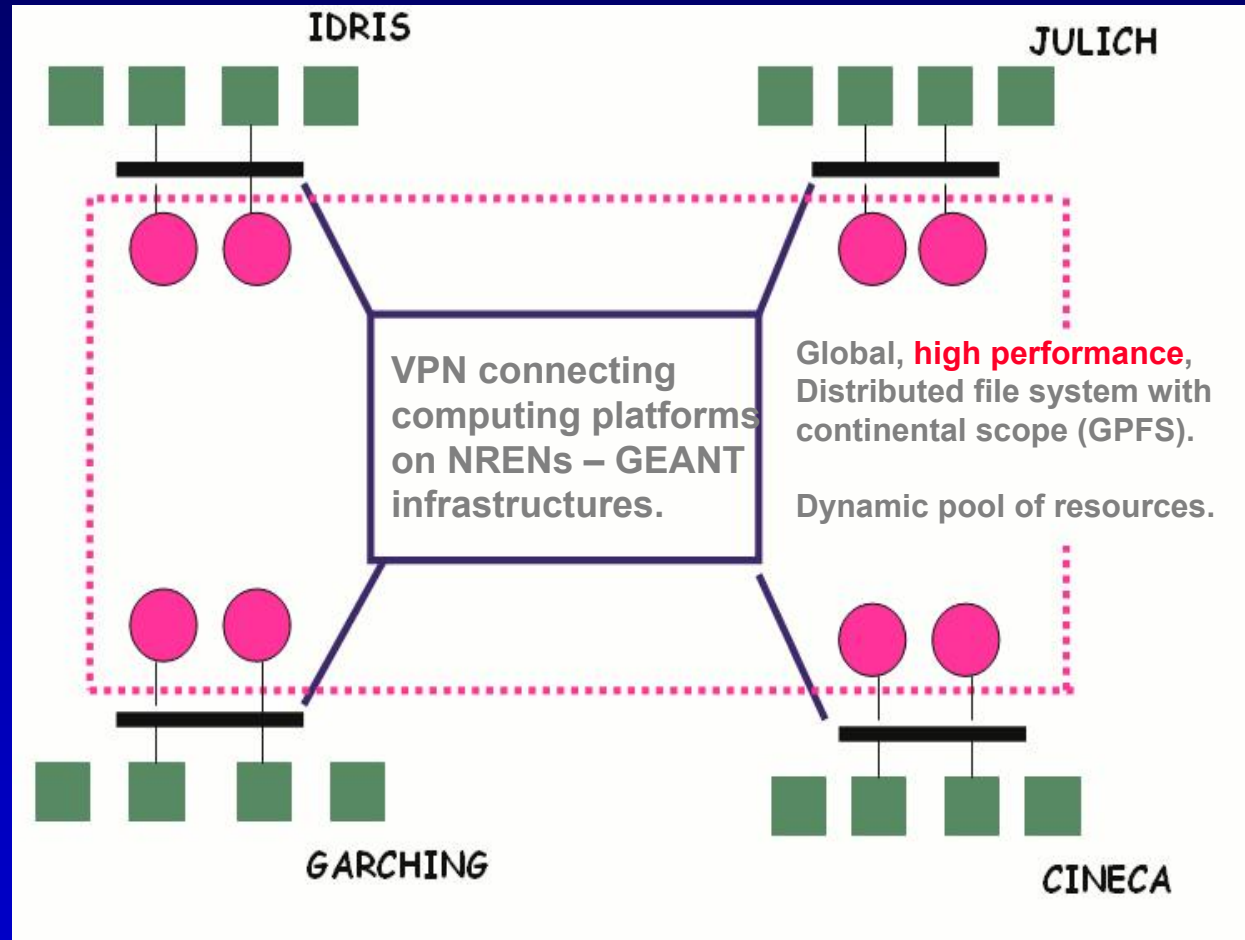 IDRIS
JULICH
VPN connecting
computing platforms
on NRENs – GEANT
infrastructures.
Global, high performance,
Distributed file system with
continental scope (GPFS).
Dynamic pool of resources.
GARCHING
CINECA